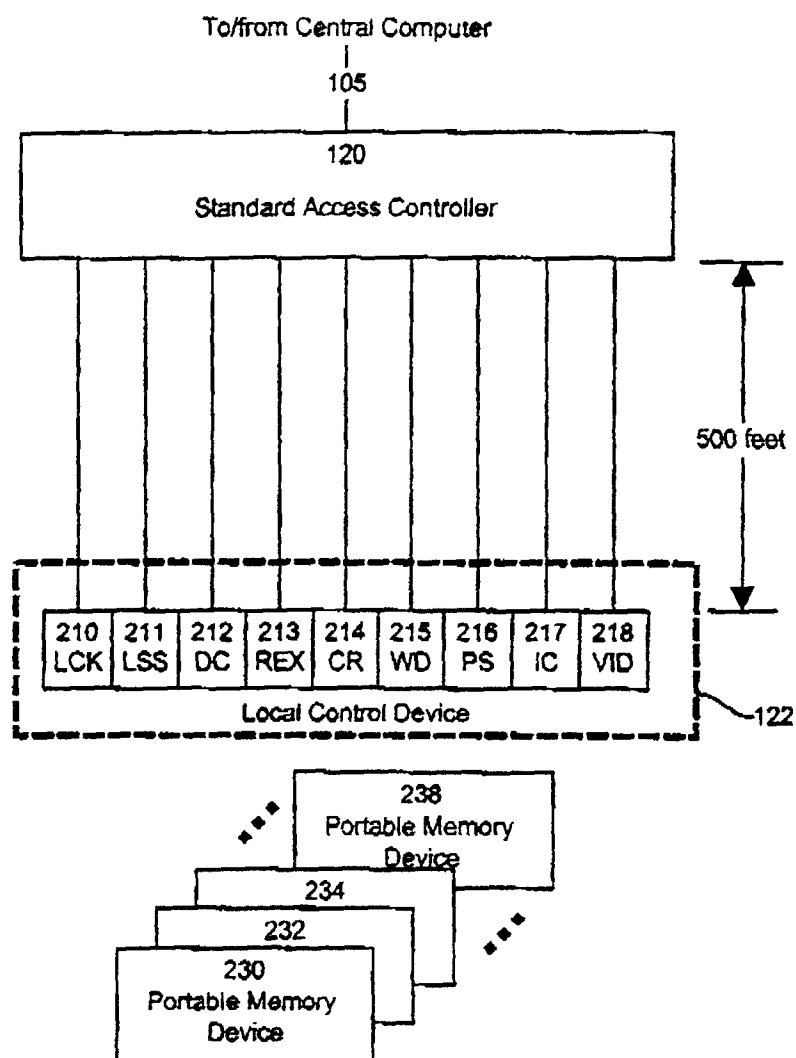 To/from Central Computer
105
120
Standard Access Controller
500 feet
210 211 212 213 214 215 216 217 218
LCK LSS DC REX CR WD PS IC VID
Local Control Device
122
238
Portable Memory
Device
234
232
230
Portable Memory
Device